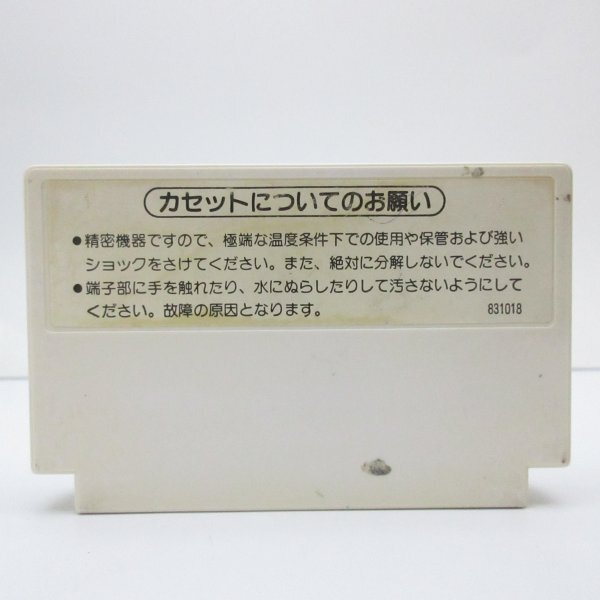 カセットについてのお願い
●精密機器ですので、極端な温度条件下での使用や保管および強い
ショックをさけてください。また、絶対に分解しないでください。
●端子部に手を触れたり、水にぬらしたりして汚さないようにして
ください。故障の原因となります。
831018